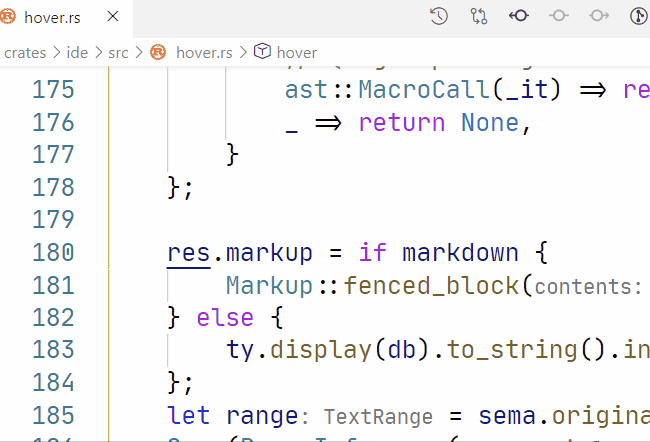 hover.rs ×
crates > ide > src > hover.rs > hover
175 ast::MacroCall(_it) => re
176 _ => return None,
177 }
178 };
179
180 res.markup = if markdown {
181 Markup::fenced_block(contents:
182 } else {
183 ty.display(db).to_string().in
184 };
185 let range: TextRange = sema.origina